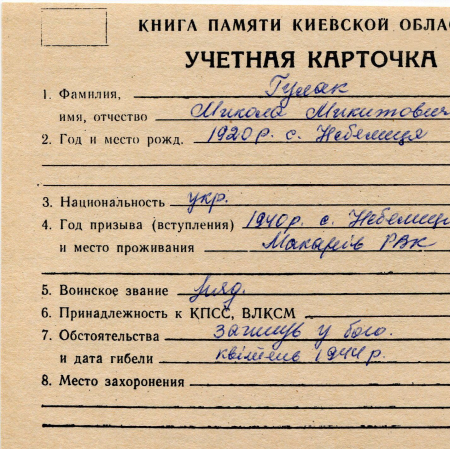 КНИГА ПАМЯТИ КИЕВСКОЙ ОБЛАС
УЧЕТНАЯ КАРТОЧКА
1. Фамилия, Гулак
имя, отчество Микола Микитович
2. Год и место рожд. 1920р. с. Небелиця
3. Национальность укр.
4. Год призыва (вступления) 1940р. с. Небелиця
и место проживания Макарів РВК
5. Воинское звание ряд.
6. Принадлежность к КПСС, ВЛКСМ
7. Обстоятельства загинув у бою.
и дата гибели квітень 1944р.
8. Место захоронения